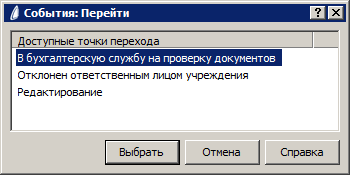 События: Перейти
Доступные точки перехода
В бухгалтерскую службу на проверку документов
Отклонен ответственным лицом учреждения
Редактирование
Выбрать Отмена Справка